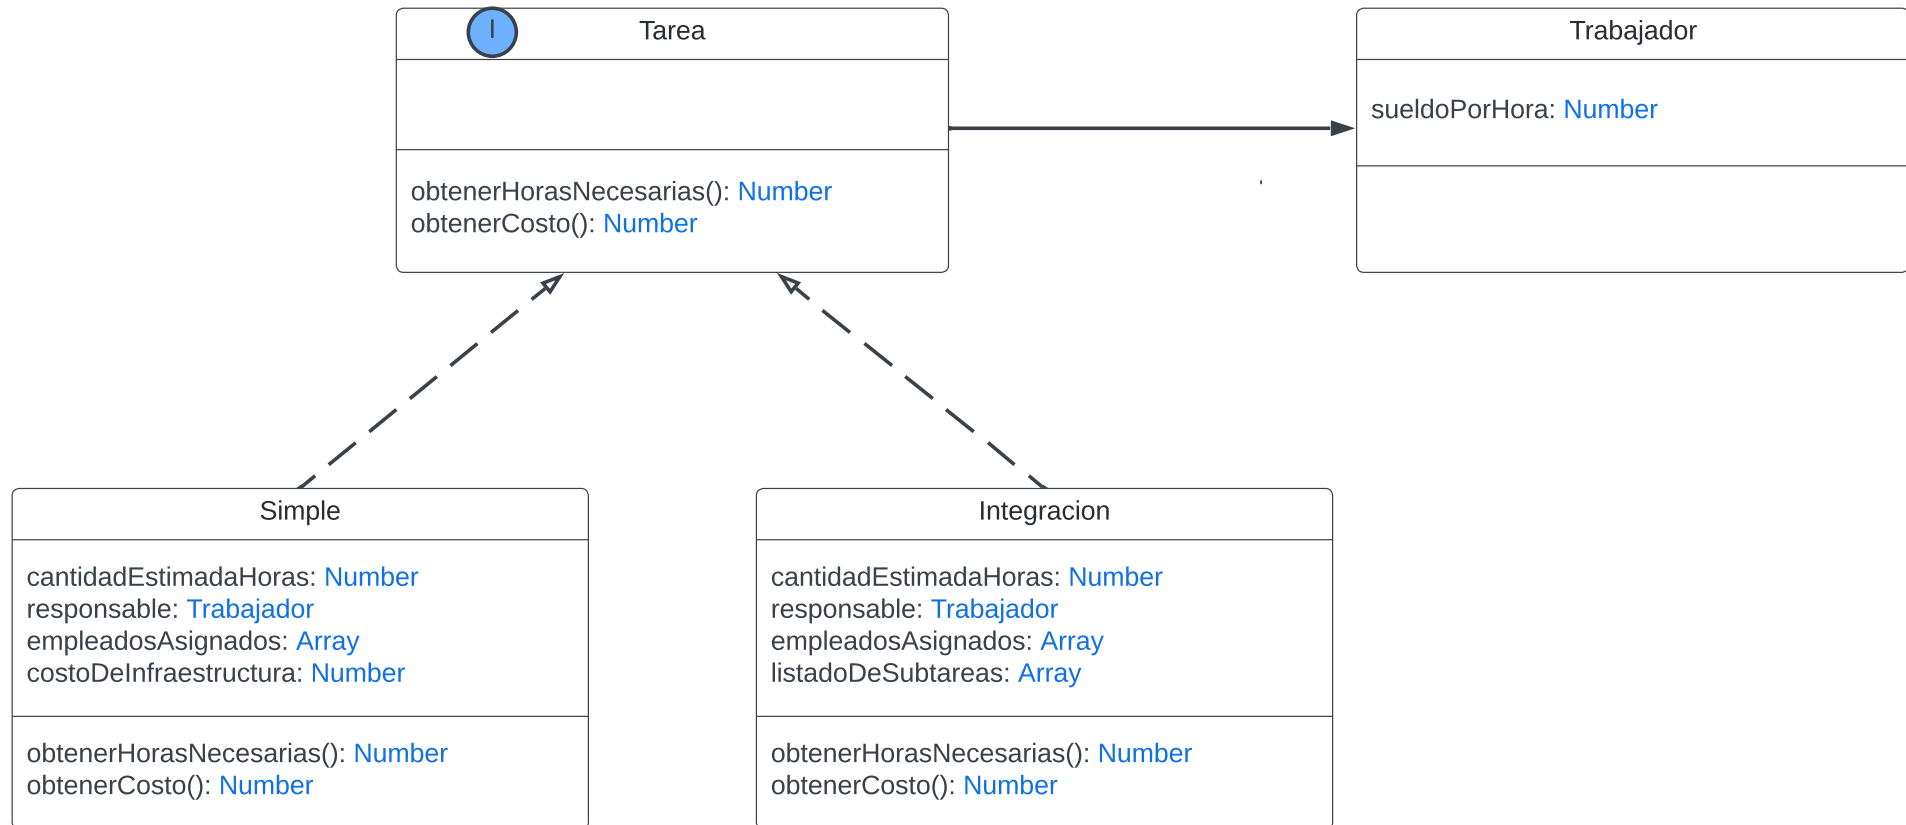 I
Tarea
obtenerHorasNecesarias(): Number
obtenerCosto(): Number
Trabajador
sueldoPorHora: Number
Simple
cantidadEstimadaHoras: Number
responsable: Trabajador
empleadosAsignados: Array
costoDeInfraestructura: Number
obtenerHorasNecesarias(): Number
obtenerCosto(): Number
Integracion
cantidadEstimadaHoras: Number
responsable: Trabajador
empleadosAsignados: Array
listadoDeSubtareas: Array
obtenerHorasNecesarias(): Number
obtenerCosto(): Number